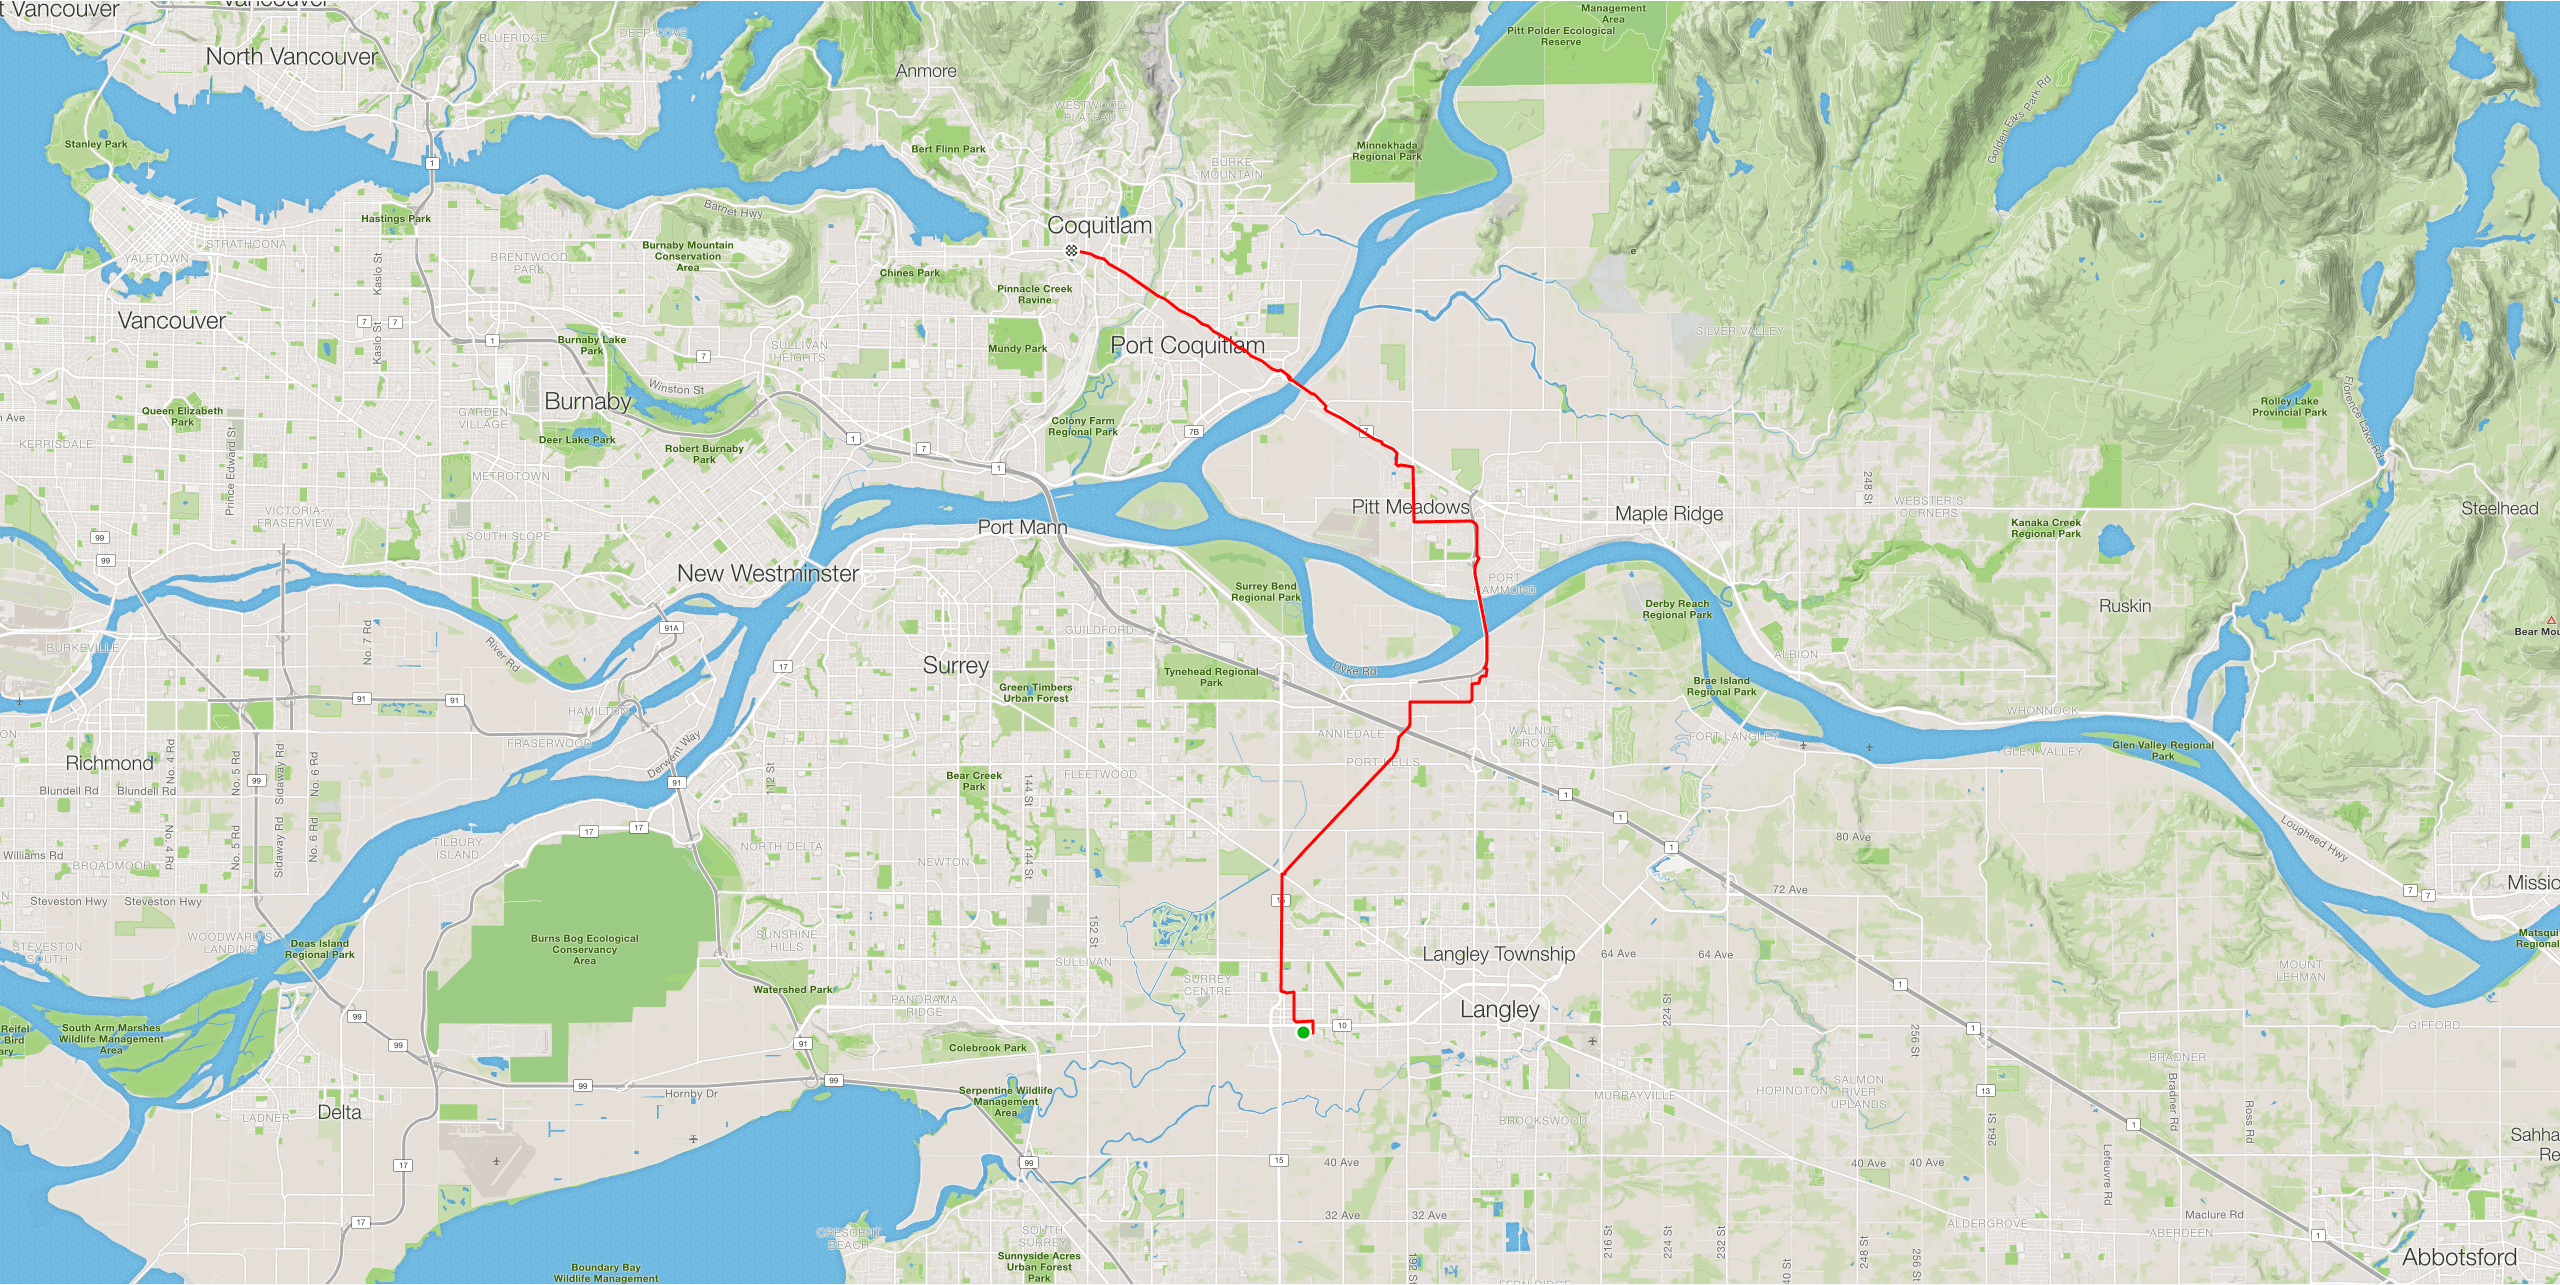 t Vancouver
Vancouver
North Vancouver
BLUERIDGE
DEEP COVE
Anmore
Management
Area
Pitt Polder Ecological
Reserve
Golden Ears Park Rd
WESTWOOD
PLATEAU
Stanley Park
1
Bert Flinn Park
BURKE
MOUNTAIN
Minnekhada
Regional Park
Hastings Park
Barnet Hwy
Coquitlam
STRATHCONA
YALETOWN
Kaslo St
BRENTWOOD
PARK
Burnaby Mountain
Conservation
Area
Chines Park
Pinnacle Creek
Ravine
e
Vancouver
7
7
Kaslo St
1
Burnaby Lake
Park
7
SULLIVAN
HEIGHTS
Mundy Park
Port Coquitlam
SILVER VALLEY
Winston St
Burnaby
Queen Elizabeth
Park
n Ave
KERRISDALE
Prince Edward St
GARDEN
VILLAGE
Deer Lake Park
Robert Burnaby
Park
1
7
1
Colony Farm
Regional Park
7B
7
Rolley Lake
Provincial Park
Florence Lake Rd
METROTOWN
248 St
WEBSTER'S
CORNERS
VICTORIA-
FRASERVIEW
SOUTH SLOPE
Port Mann
Pitt Meadows
Maple Ridge
Kanaka Creek
Regional Park
Steelhead
99
99
New Westminster
Surrey Bend
Regional Park
PORT
HAMMOND
Derby Reach
Regional Park
Ruskin
Bear Mou
BURKEVILLE
No. 7 Rd
River Rd
91A
17
GUILDFORD
Surrey
Green Timbers
Urban Forest
Tynehead Regional
Park
Dyke Rd
ALBION
Brae Island
Regional Park
91
91
HAMILTON
FRASERWOOD
Derwent Way
ANNIEDALE
WALNUT
GROVE
FORT LANGLEY
WHONNOCK
GLEN VALLEY
Glen Valley Regional
Park
ON
Richmond
No. 4 Rd
No. 5 Rd
Sidaway Rd
No. 6 Rd
99
Blundell Rd
Blundell Rd
91
112 St
Bear Creek
Park
144 St
FLEETWOOD
PORT KELLS
1
1
1
80 Ave
Lougheed Hwy
17
17
Williams Rd
BROADMOOR
No. 4 Rd
No. 5 Rd
Sidaway Rd
No. 6 Rd
TILBURY
ISLAND
NORTH DELTA
NEWTON
144 St
72 Ave
7
7
Missio
N
Steveston Hwy
Steveston Hwy
STEVESTON
SOUTH
WOODWARD'S
LANDING
Deas Island
Regional Park
Burns Bog Ecological
Conservancy
Area
SUNSHINE
HILLS
152 St
SULLIVAN
15
Langley Township
64 Ave
64 Ave
Matsqui
Regional
MOUNT
LEHMAN
Watershed Park
PANORAMA
RIDGE
SURREY
CENTRE
1
Langley
224 St
Reifel
Bird
ary
South Arm Marshes
Wildlife Management
Area
99
99
91
Colebrook Park
10
256 St
1
GIFFORD
BRADNER
99
99
Hornby Dr
Serpentine Wildlife
Management
Area
MURRAYVILLE
HOPINGTON
SALMON
RIVER
UPLANDS
13
264 St
Bradner Rd
Ross Rd
1
LADNER
Delta
BROOKSWOOD
Sahha
Re
17
99
15
40 Ave
40 Ave
40 Ave
Lefeuvre Rd
17
CRESCENT
BEACH
SOUTH
SURREY
Sunnyside Acres
Urban Forest
Park
32 Ave
32 Ave
192 St
216 St
224 St
232 St
40 St
248 St
256 St
ALDERGROVE
Maclure Rd
ABERDEEN
1
Abbotsford
Boundary Bay
Wildlife Management
FERN RIDGE